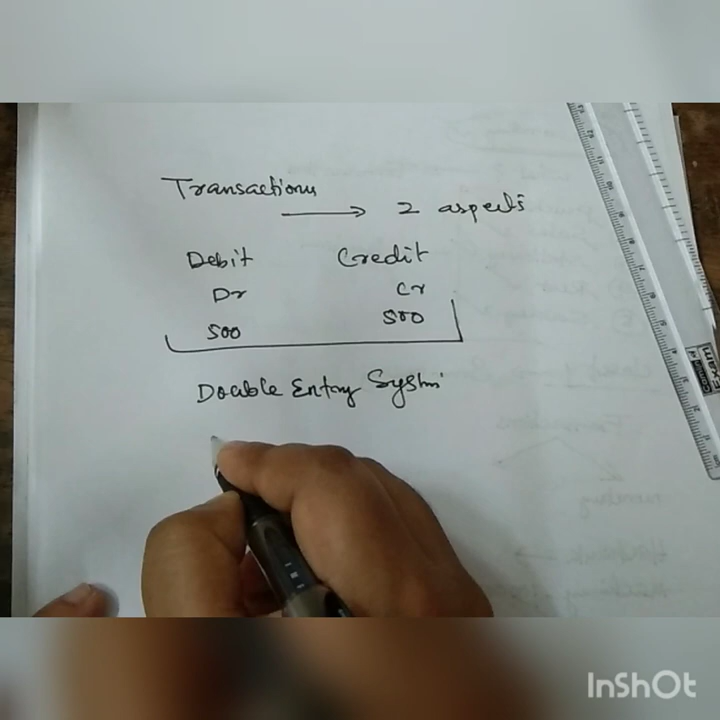 Transactions
→ 2 aspects
Debit Credit
Dr Cr
500 500
Double Entry System
InShOt